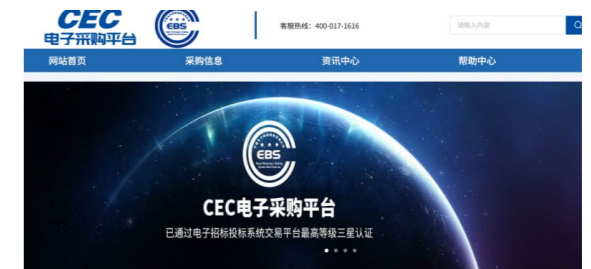 CEC
电子采购平台
EBS
客服热线：400-017-1616
请输入内容
网站首页 采购信息 资讯中心 帮助中心
EBS
CEC电子采购平台
已通过电子招标投标系统交易平台最高等级三星认证